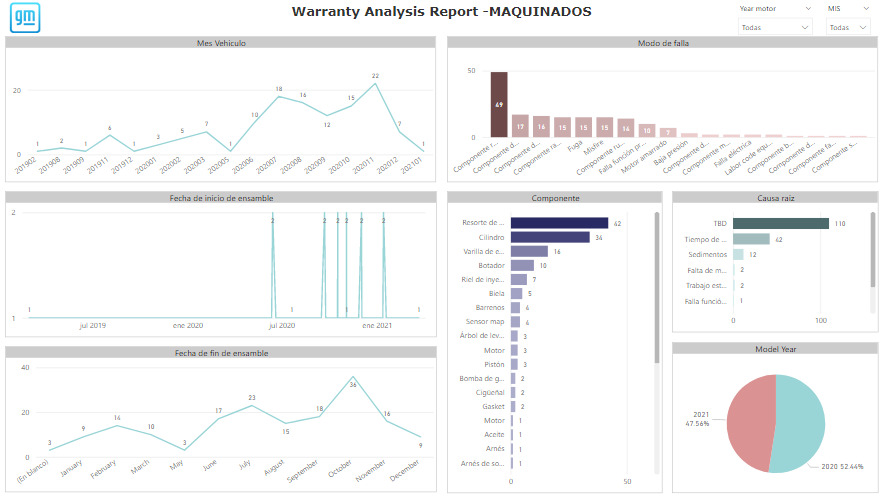 gm
Warranty Analysis Report -MAQUINADOS
Year motor
MIS
Todas
Todas
Mes Vehiculo
20
1 2 1 6 1 3 5 7 1 10 18 16 12 15 22 7 1
201902 201908 201909 201911 201912 202001 202002 202003 202005 202006 202007 202008 202009 202010 202011 202012 202101
Modo de falla
50
0
49 17 16 15 15 15 14 10 7
Componente r... Componente d... Componente d... Componente ra... Fuga Misfire Componente ru... Falla función pr... Motor amarrado Baja presión Componente d... Componente m... Falla eléctrica Labor code equ... Componente b... Componente d... Componente fa... Componente s...
Fecha de inicio de ensamble
2
1
1 2 1 2 2 2 1 2 2 1
jul 2019 ene 2020 jul 2020 ene 2021
Fecha de fin de ensamble
40
20
0
3 9 14 10 3 17 23 15 18 36 16 9
(En blanco) January February March May June July August September October November December
Componente
Resorte de ... 42
Cilindro 34
Varilla de e... 16
Botador 10
Riel de inye... 7
Biela 5
Barrenos 4
Sensor map 4
Árbol de lev... 3
Motor 3
Pistón 3
Bomba de g... 2
Cigüeñal 2
Gasket 2
Motor 1
Aceite 1
Arnés 1
Arnés de so... 1
0 50
Causa raiz
TBD 110
Tiempo de ... 42
Sedimentos 12
Falta de m... 2
Trabajo est... 2
Falla funció... 1
0 100
Model Year
2021
47.56%
2020 52.44%